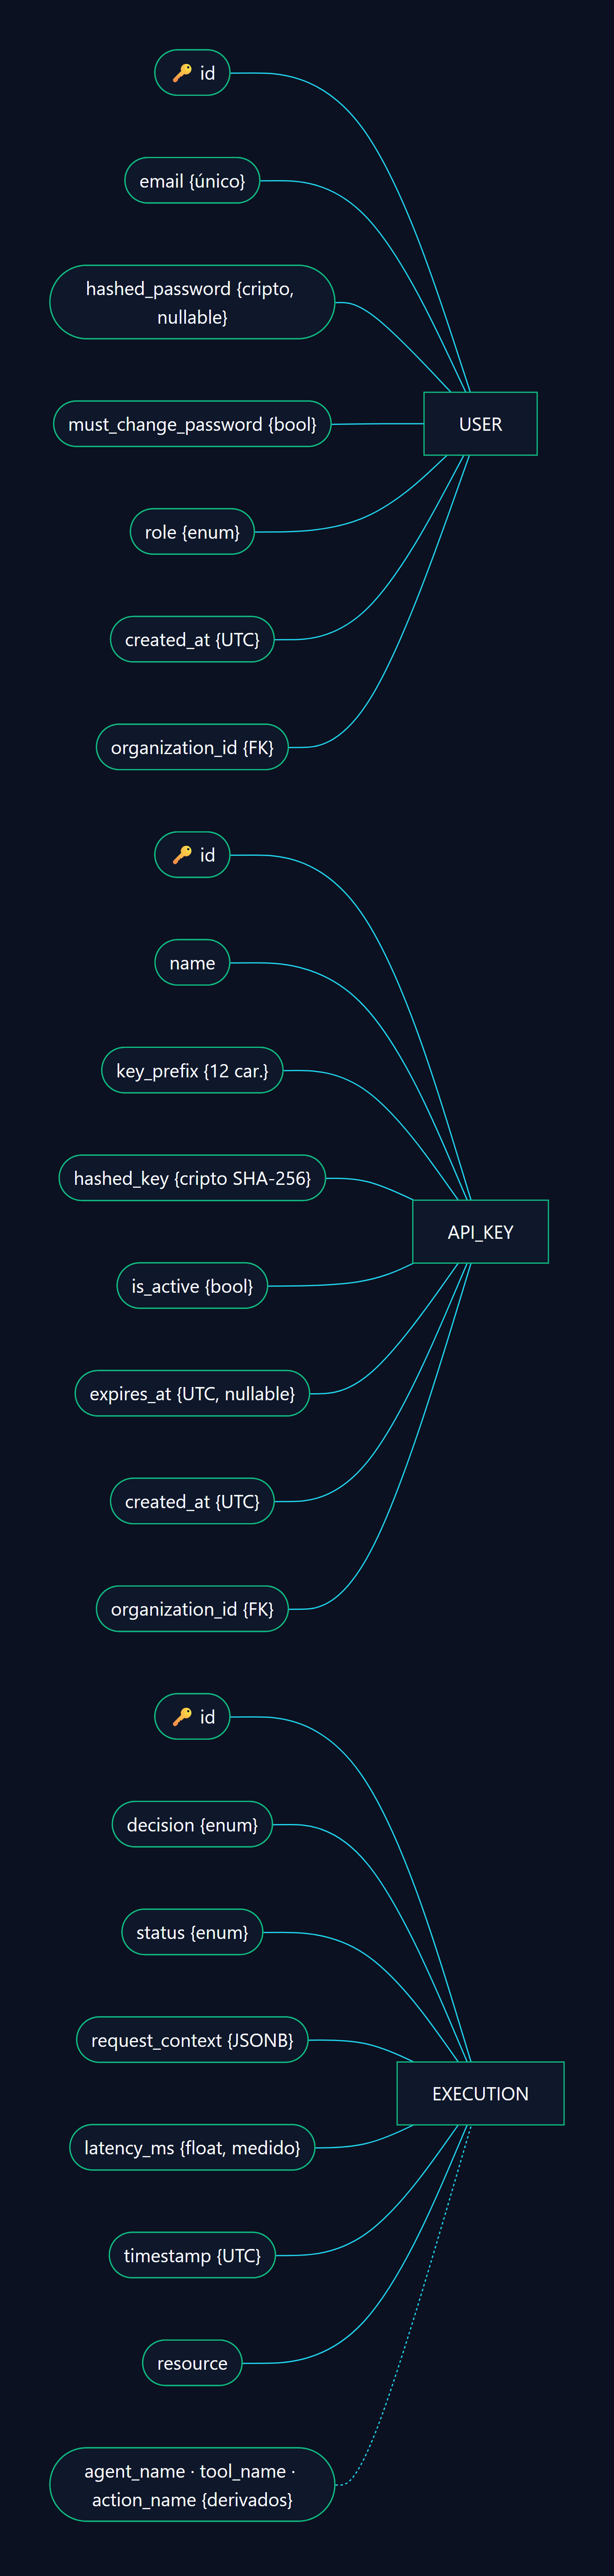 🔑 id
email {único}
hashed_password {cripto,
nullable}
must_change_password {bool}
USER
role {enum}
created_at {UTC}
organization_id {FK}
🔑 id
name
key_prefix {12 car.}
hashed_key {cripto SHA-256}
API_KEY
is_active {bool}
expires_at {UTC, nullable}
created_at {UTC}
organization_id {FK}
🔑 id
decision {enum}
status {enum}
request_context {JSONB}
EXECUTION
latency_ms {float, medido}
timestamp {UTC}
resource
agent_name · tool_name ·
action_name {derivados}